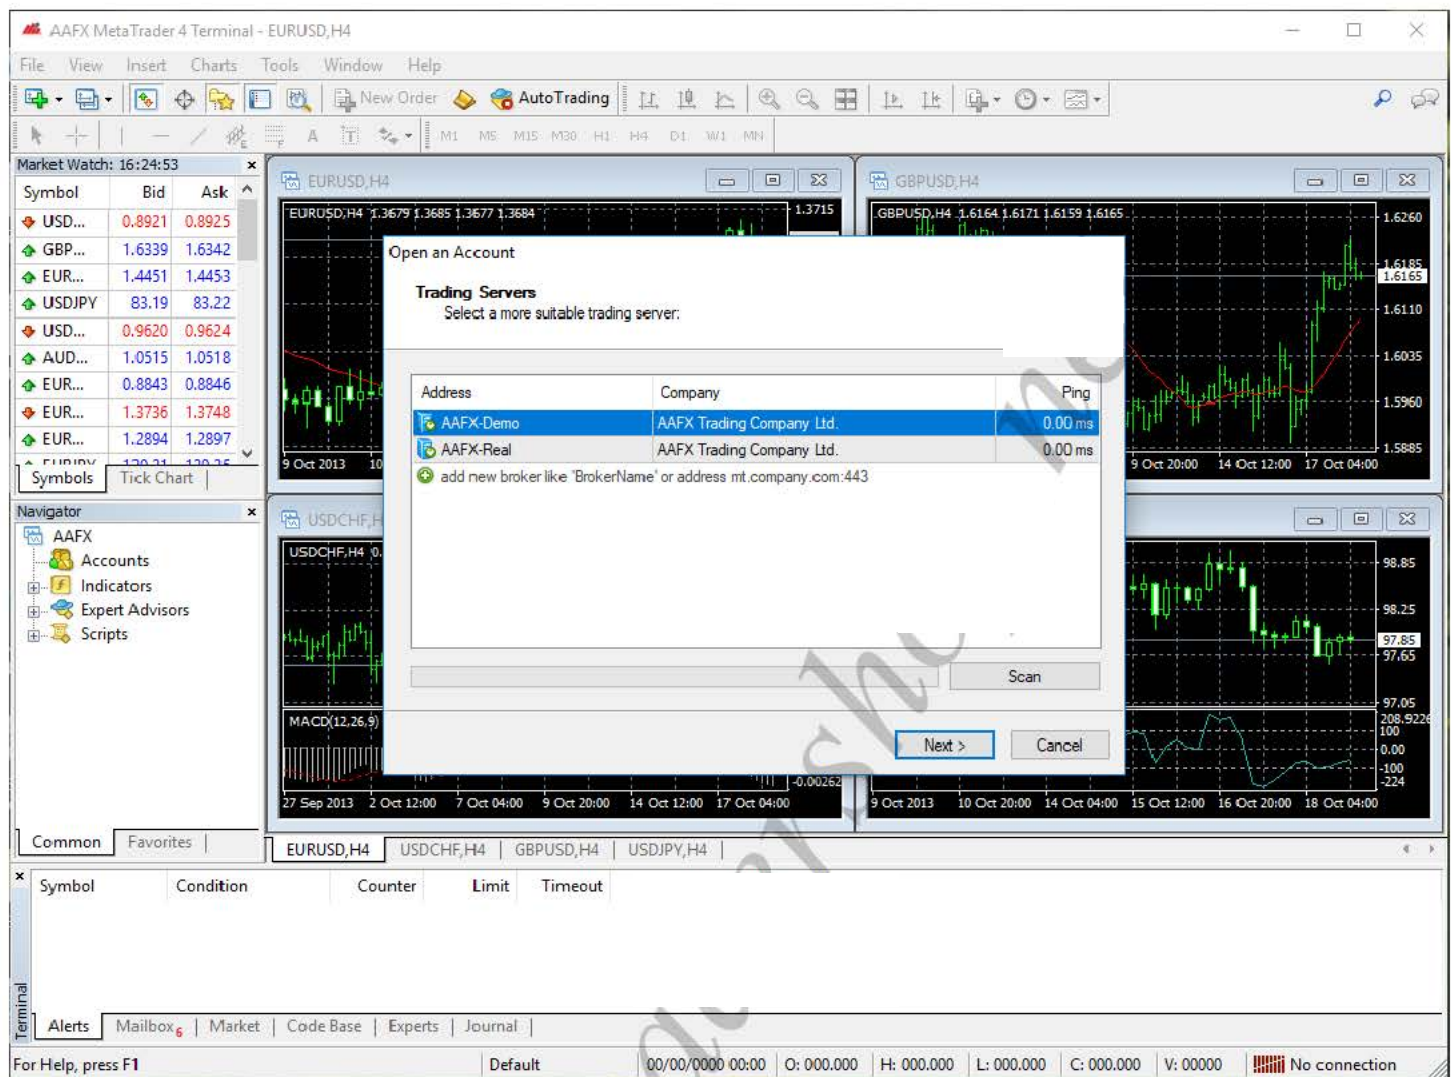 AAFX MetaTrader 4 Terminal - EURUSD,H4
File View Insert Charts Tools Window Help
New Order AutoTrading
A T M1 M5 M15 M30 H1 H4 D1 W1 MN
Market Watch: 16:24:53
Symbol Bid Ask
USD... 0.8921 0.8925
GBP... 1.6339 1.6342
EUR... 1.4451 1.4453
USDJPY 83.19 83.22
USD... 0.9620 0.9624
AUD... 1.0515 1.0518
EUR... 0.8843 0.8846
EUR... 1.3736 1.3748
EUR... 1.2894 1.2897
Symbols Tick Chart
Navigator
AAFX
Accounts
Indicators
Expert Advisors
Scripts
Common Favorites
EURUSD,H4
EURUSD,H4 1.3679 1.3685 1.3677 1.3684
1.3715
9 Oct 2013 10
GBPUSD,H4
GBPUSD,H4 1.6164 1.6171 1.6159 1.6165
1.6260
1.6185
1.6165
1.6110
1.6035
1.5960
1.5885
9 Oct 20:00 14 Oct 12:00 17 Oct 04:00
Open an Account
Trading Servers
Select a more suitable trading server:
Address Company Ping
AAFX-Demo AAFX Trading Company Ltd. 0.00 ms
AAFX-Real AAFX Trading Company Ltd. 0.00 ms
add new broker like 'BrokerName' or address mt.company.com:443
Scan
Next > Cancel
USDCHF,H
USDCHF,H4 0.
MACD(12,26,9)
-0.00262
27 Sep 2013 2 Oct 12:00 7 Oct 04:00 9 Oct 20:00 14 Oct 12:00 17 Oct 04:00
98.85
98.25
97.85
97.65
97.05
208.9226
100
0.00
-100
-224
9 Oct 2013 10 Oct 20:00 14 Oct 04:00 15 Oct 12:00 16 Oct 20:00 18 Oct 04:00
EURUSD,H4 USDCHF,H4 GBPUSD,H4 USDJPY,H4
Symbol Condition Counter Limit Timeout
Terminal
Alerts Mailbox 6 Market Code Base Experts Journal
For Help, press F1 Default 00/00/0000 00:00 O: 000.000 H: 000.000 L: 000.000 C: 000.000 V: 00000 No connection